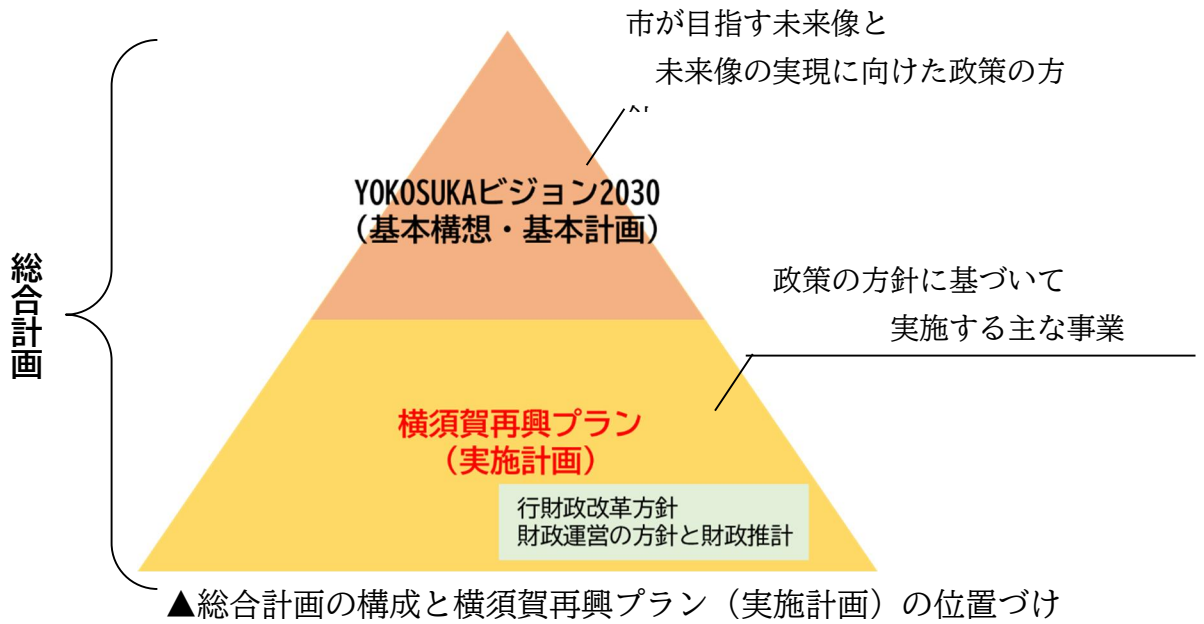 市が目指す未来像と
未来像の実現に向けた政策の方
YOKOSUKAビジョン2030
（基本構想・基本計画）
総合計画
政策の方針に基づいて
実施する主な事業
横須賀再興プラン
（実施計画）
行財政改革方針
財政運営の方針と財政推計
▲総合計画の構成と横須賀再興プラン（実施計画）の位置づけ